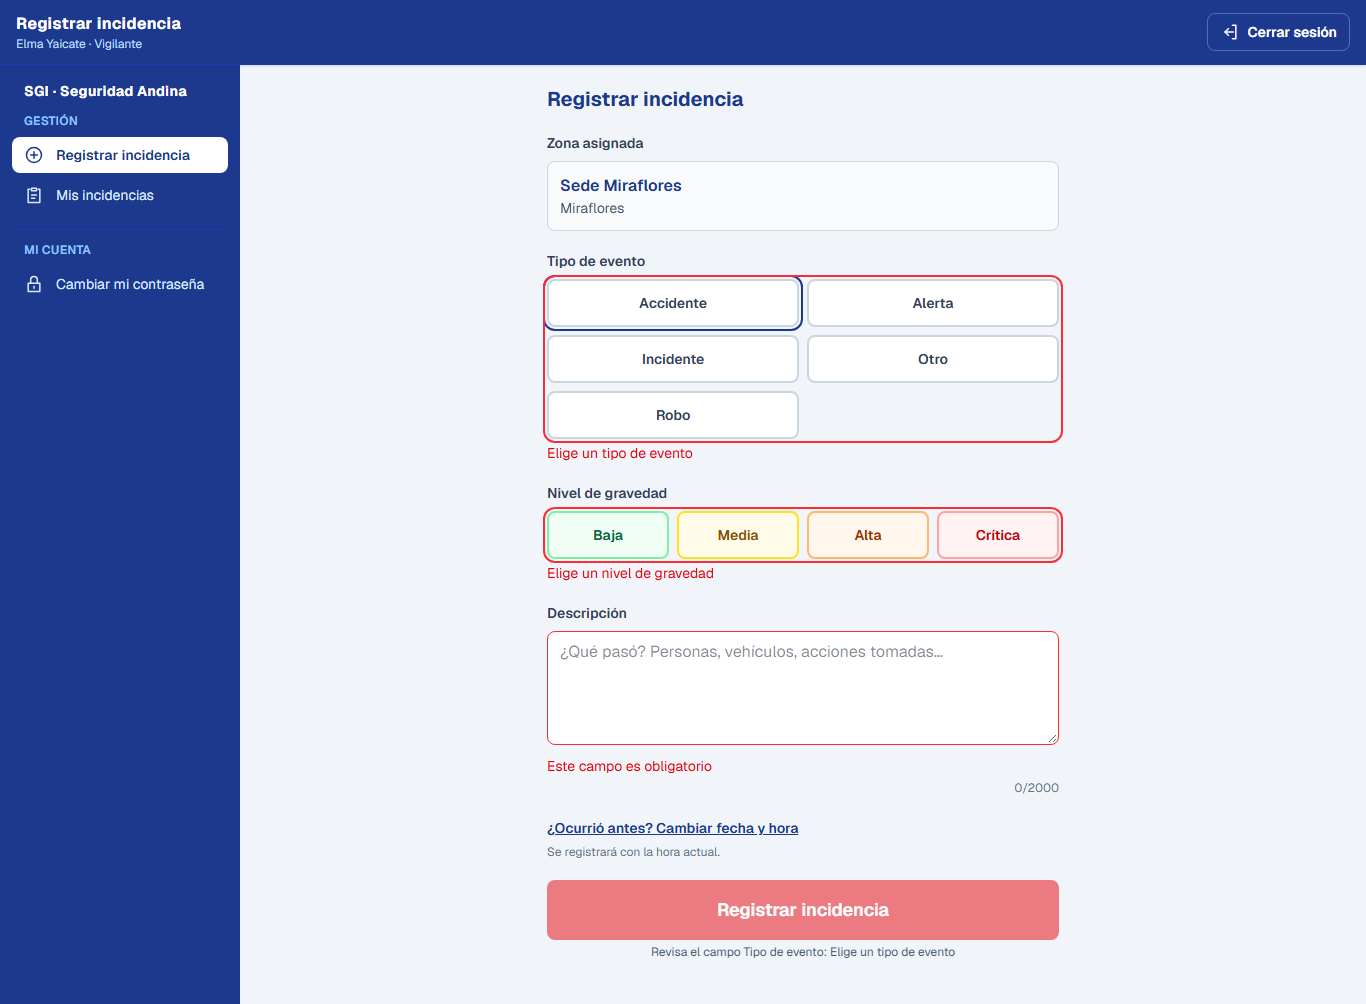 Registrar incidencia
Elma Yaicate · Vigilante
Cerrar sesión
SGI · Seguridad Andina
GESTIÓN
Registrar incidencia
Mis incidencias
MI CUENTA
Cambiar mi contraseña
Registrar incidencia
Zona asignada
Sede Miraflores
Miraflores
Tipo de evento
Accidente
Alerta
Incidente
Otro
Robo
Elige un tipo de evento
Nivel de gravedad
Baja
Media
Alta
Crítica
Elige un nivel de gravedad
Descripción
¿Qué pasó? Personas, vehículos, acciones tomadas...
Este campo es obligatorio
0/2000
¿Ocurrió antes? Cambiar fecha y hora
Se registrará con la hora actual.
Registrar incidencia
Revisa el campo Tipo de evento: Elige un tipo de evento